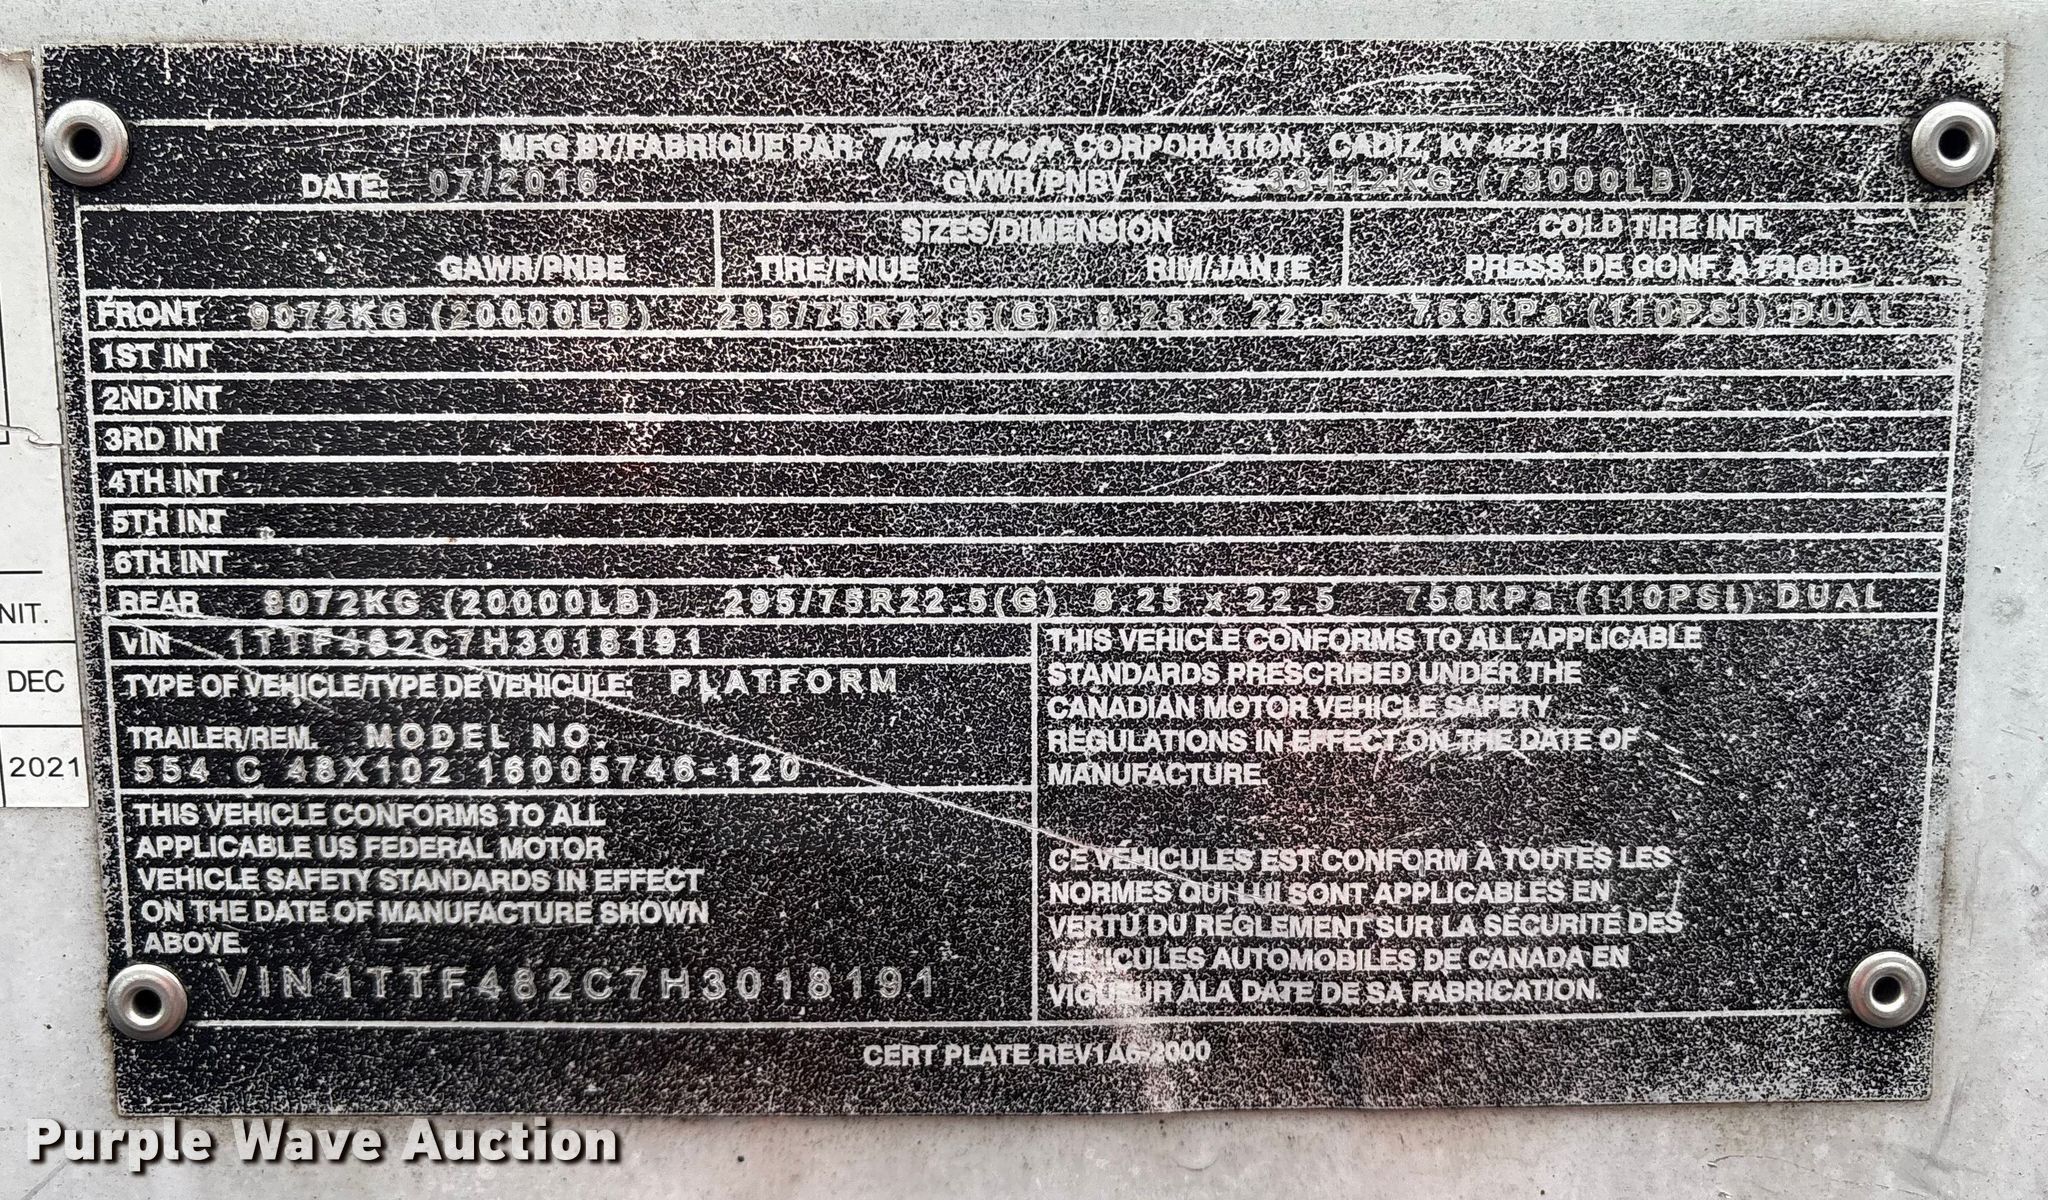 MFG BY/FABRIQUE PAR: Transcraft CORPORATION, CADIZ, KY 42211
DATE: 07/2016 GVWR/PNBV 33112KG (73000LB)
SIZES/DIMENSION COLD TIRE INFL
GAWR/PNBE TIRE/PNUE RIM/JANTE PRESS. DE GONF. À FROID
FRONT 9072KG (20000LB) 295/75R22.5(G) 8.25 x 22.5 758kPa (110PSI) DUAL
1ST INT
2ND INT
3RD INT
4TH INT
5TH INT
6TH INT
REAR 9072KG (20000LB) 295/75R22.5(G) 8.25 x 22.5 758kPa (110PSI) DUAL
VIN 1TTF482C7H3018191
TYPE OF VEHICLE/TYPE DE VEHICULE: PLATFORM
TRAILER/REM. MODEL NO.
554 C 48X102 16005746-120
THIS VEHICLE CONFORMS TO ALL
APPLICABLE US FEDERAL MOTOR
VEHICLE SAFETY STANDARDS IN EFFECT
ON THE DATE OF MANUFACTURE SHOWN
ABOVE.
VIN 1TTF482C7H3018191
THIS VEHICLE CONFORMS TO ALL APPLICABLE
STANDARDS PRESCRIBED UNDER THE
CANADIAN MOTOR VEHICLE SAFETY
REGULATIONS IN EFFECT ON THE DATE OF
MANUFACTURE.
CE VÉHICULES EST CONFORM À TOUTES LES
NORMES QUI LUI SONT APPLICABLES EN
VERTU DU RÉGLEMENT SUR LA SÉCURITÉ DES
VEHICULES AUTOMOBILES DE CANADA EN
VIGUEUR ÀLA DATE DE SA FABRICATION.
CERT PLATE REV1A6-2000
NIT.
DEC
2021
Purple Wave Auction